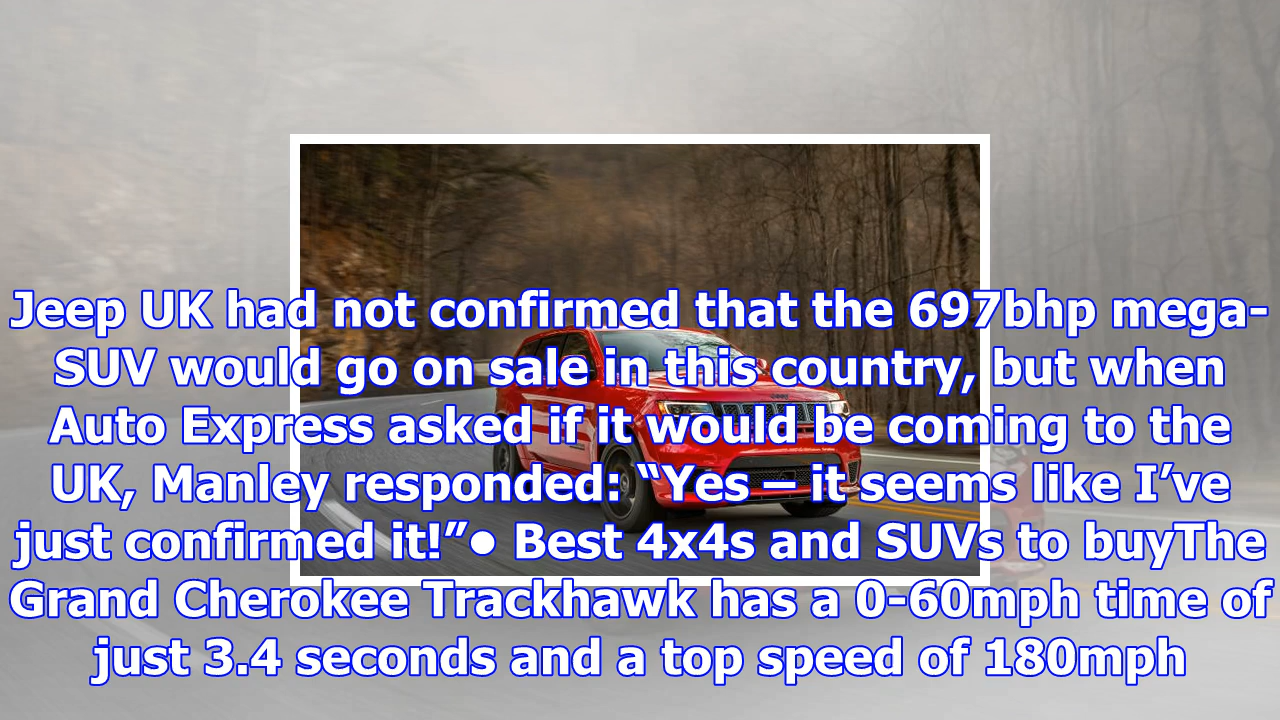 Jeep UK had not confirmed that the 697bhp mega-
SUV would go on sale in this country, but when
Auto Express asked if it would be coming to the
UK, Manley responded: “Yes – it seems like I’ve
just confirmed it!”● Best 4x4s and SUVs to buyThe
Grand Cherokee Trackhawk has a 0-60mph time of
just 3.4 seconds and a top speed of 180mph